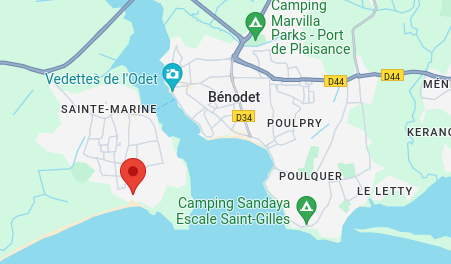 Camping
Marvilla
Parks - Port
de Plaisance
Vedettes de l'Odet
D44
D44
MÉN
Bénodet
SAINTE-MARINE
D34
POULPRY
KERANG
POULQUER
LE LETTY
Camping Sandaya
Escale Saint-Gilles